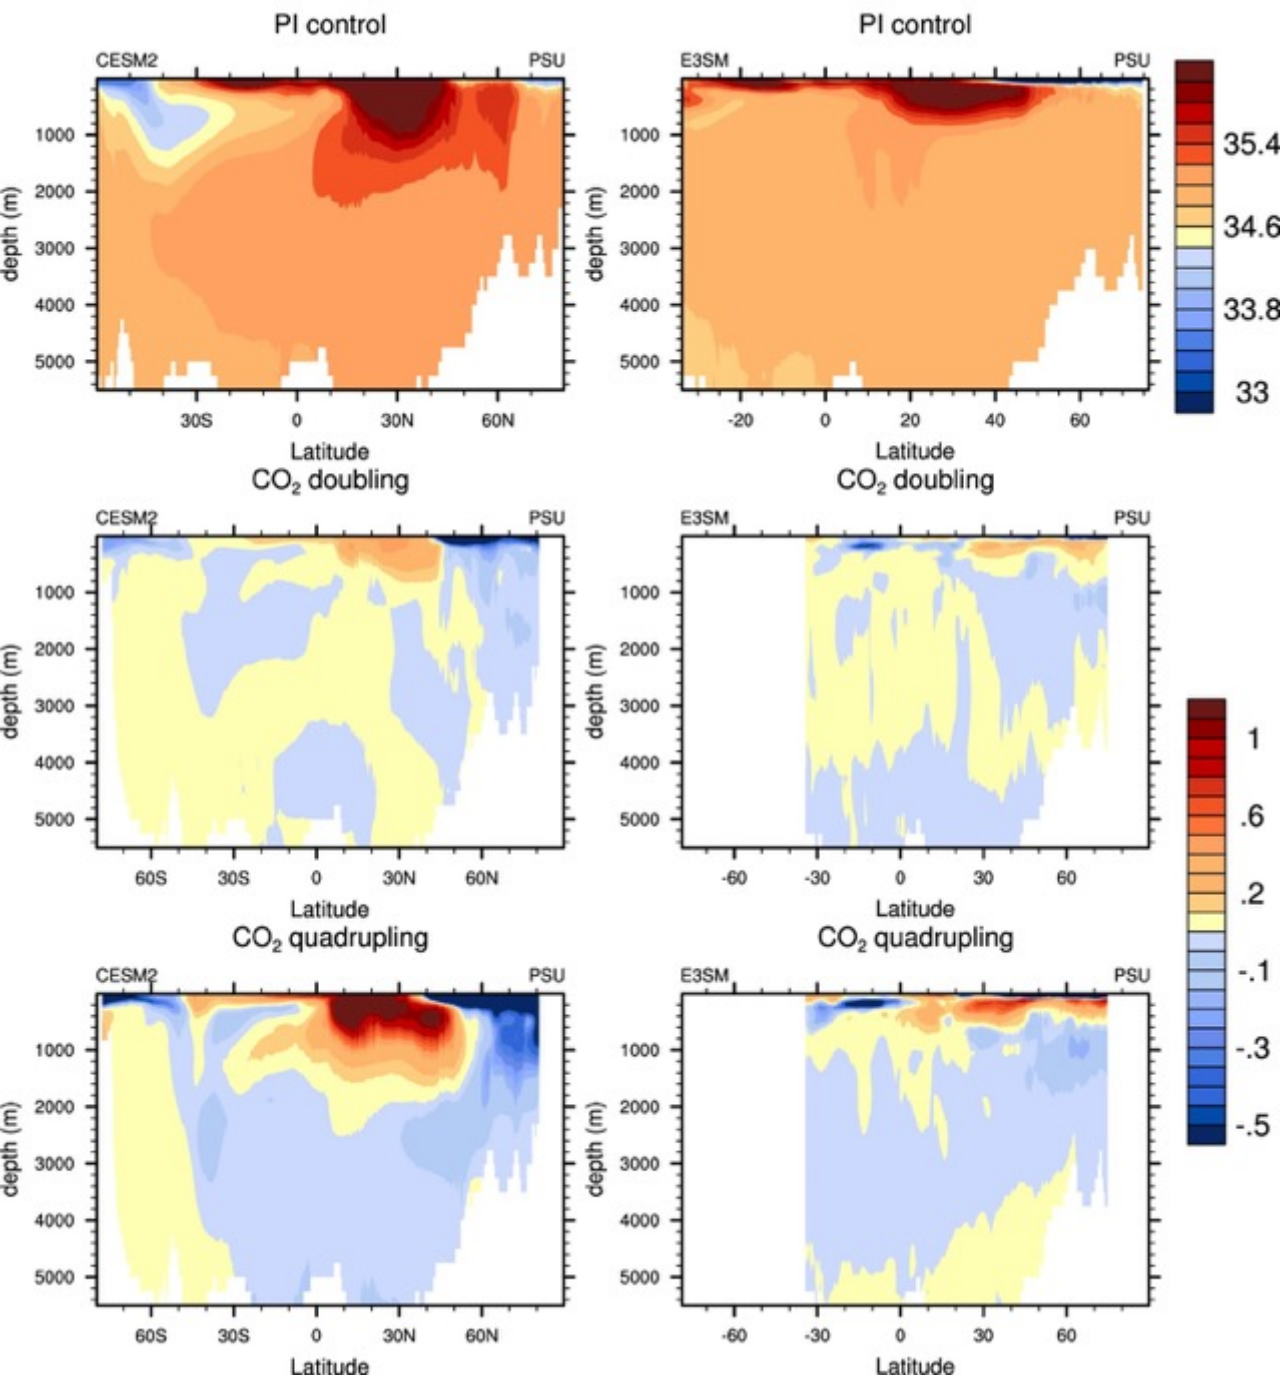 PI control
CESM2 PSU
1000
2000
3000
4000
5000
depth (m)
30S 0 30N 60N
Latitude
PI control
E3SM PSU
1000
2000
3000
4000
5000
depth (m)
-20 0 20 40 60
Latitude
35.4
34.6
33.8
33
CO₂ doubling
CESM2 PSU
1000
2000
3000
4000
5000
depth (m)
60S 30S 0 30N 60N
Latitude
CO₂ doubling
E3SM PSU
1000
2000
3000
4000
5000
depth (m)
-60 -30 0 30 60
Latitude
CO₂ quadrupling
CESM2 PSU
1000
2000
3000
4000
5000
depth (m)
60S 30S 0 30N 60N
Latitude
CO₂ quadrupling
E3SM PSU
1000
2000
3000
4000
5000
depth (m)
-60 -30 0 30 60
Latitude
1
.6
.2
-.1
-.3
-.5